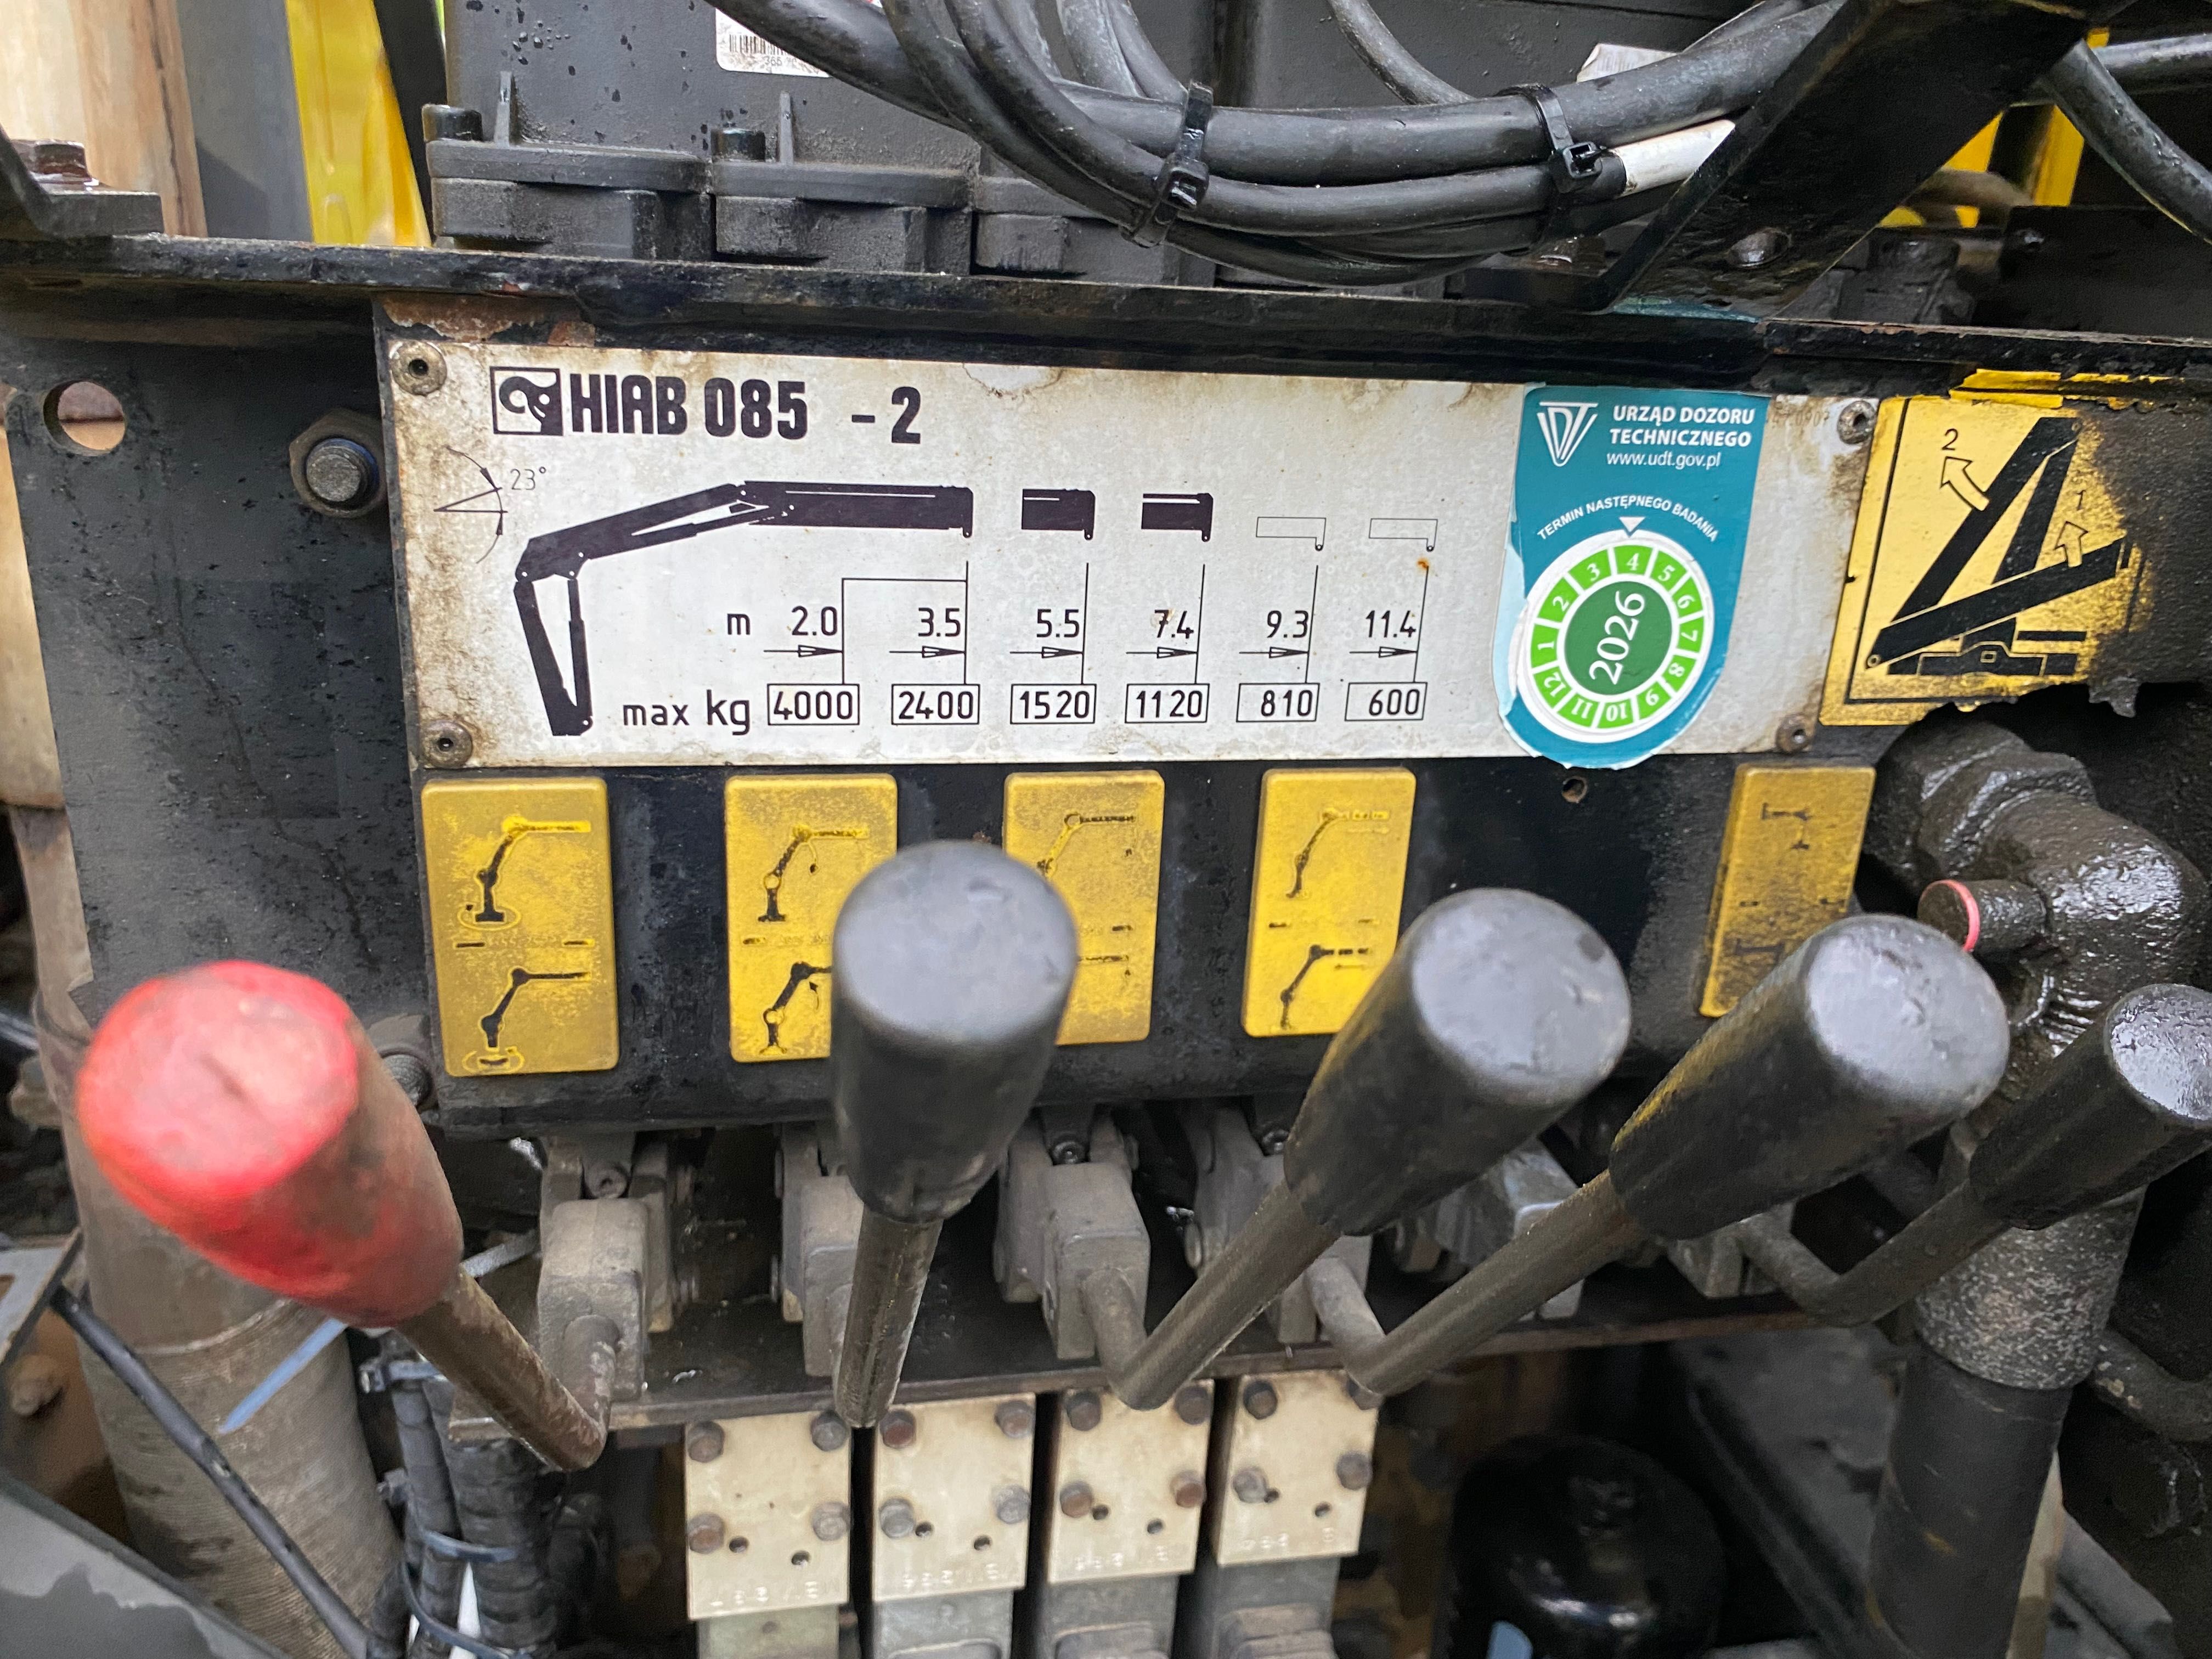 HIAB 085 - 2
23°
m 2.0 3.5 5.5 7.4 9.3 11.4
max kg 4000 2400 1520 1120 810 600
URZĄD DOZORU
TECHNICZNEGO
www.udt.gov.pl
TERMIN NASTĘPNEGO BADANIA
1 2 3 4 5 6 7 8 9 10 11 12
2026
2
1